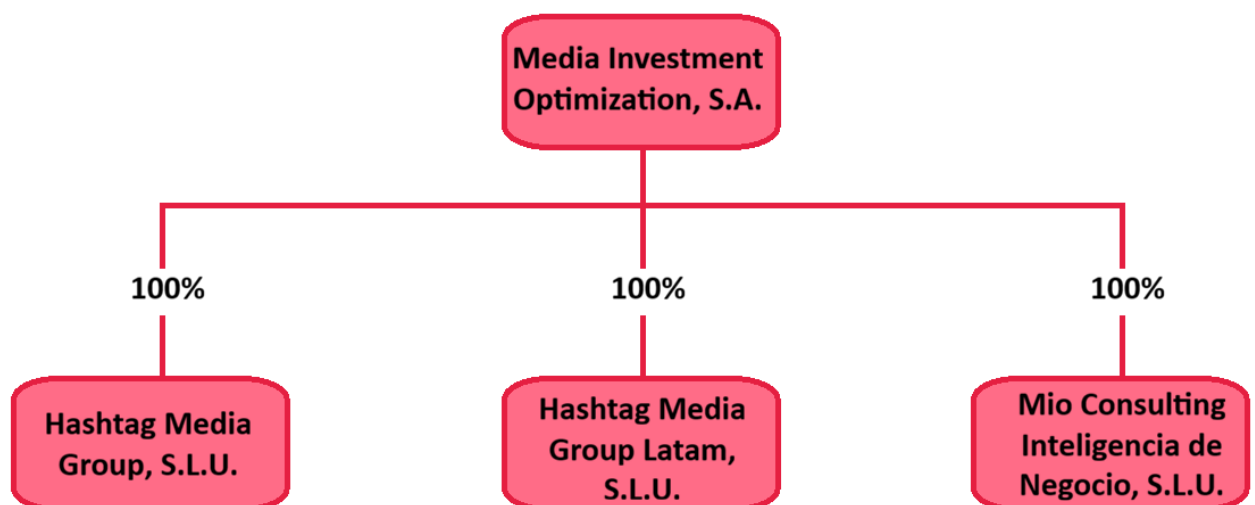 Media Investment
Optimization, S.A.
100%
100%
100%
Hashtag Media
Group, S.L.U.
Hashtag Media
Group Latam,
S.L.U.
Mio Consulting
Inteligencia de
Negocio, S.L.U.